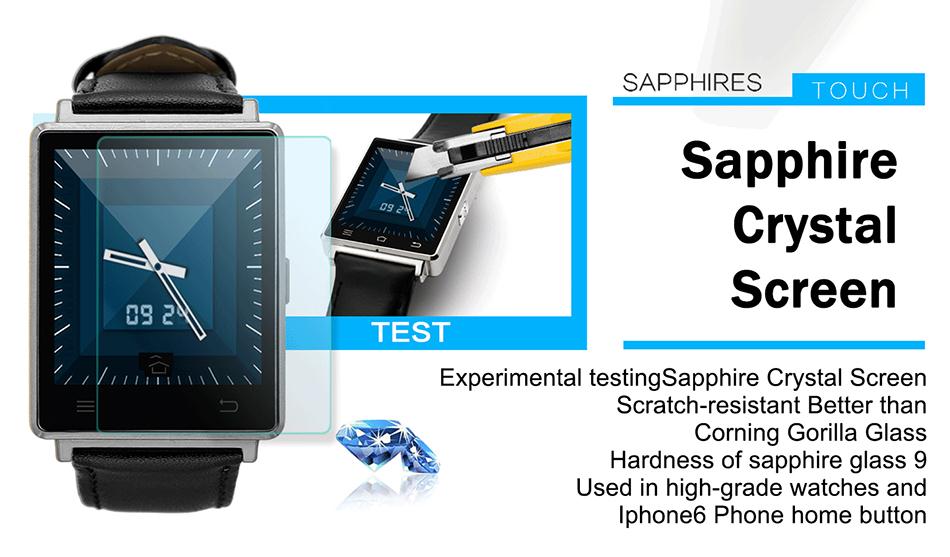 SAPPHIRES
TOUCH
Sapphire
Crystal
Screen
09 24
09 2
TEST
Experimental testingSapphire Crystal Screen
Scratch-resistant Better than
Corning Gorilla Glass
Hardness of sapphire glass 9
Used in high-grade watches and
Iphone6 Phone home button